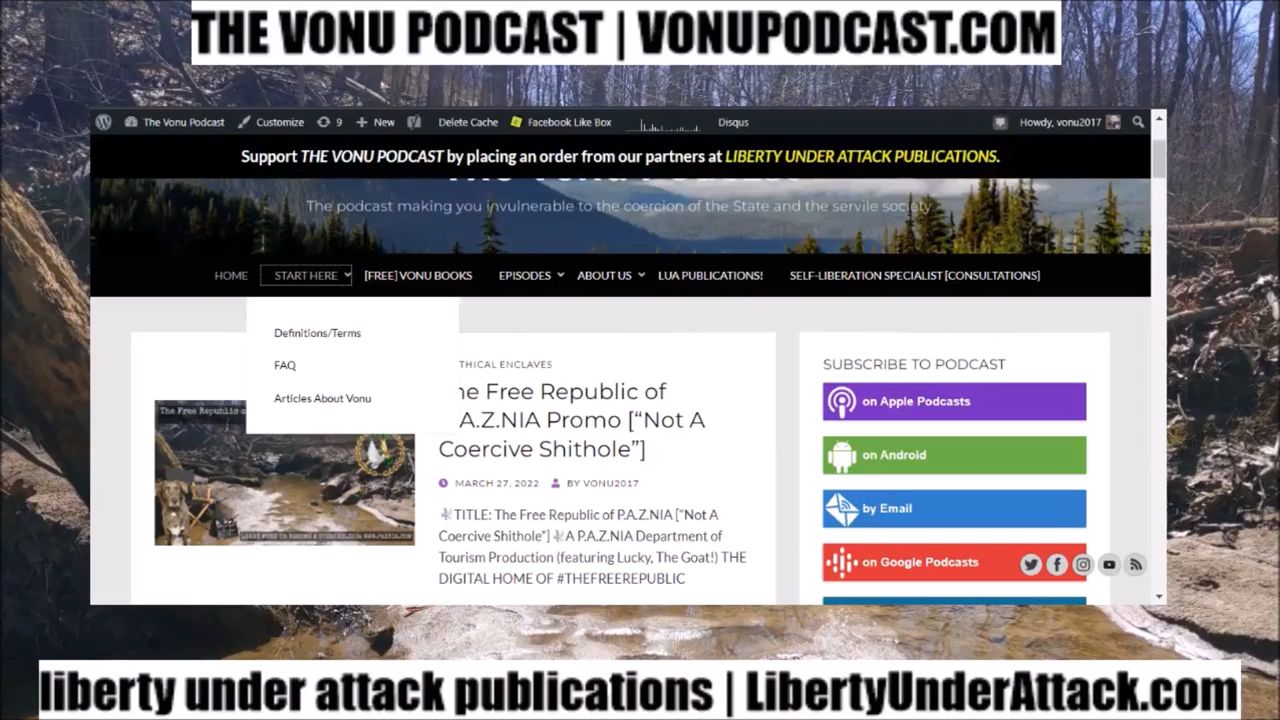 THE VONU PODCAST | VONUPODCAST.COM
The Vonu Podcast Customize 9 New Delete Cache Facebook Like Box Disqus Howdy, vonu2017
Support THE VONU PODCAST by placing an order from our partners at LIBERTY UNDER ATTACK PUBLICATIONS.
The podcast making you invulnerable to the coercion of the State and the servile society
HOME START HERE [FREE] VONU BOOKS EPISODES ABOUT US LUA PUBLICATIONS! SELF-LIBERATION SPECIALIST [CONSULTATIONS]
Definitions/Terms
FAQ
Articles About Vonu
THICAL ENCLAVES
he Free Republic of
A.Z.NIA Promo [“Not A
Coercive Shithole”]
MARCH 27, 2022 BY VONU2017
TITLE: The Free Republic of P.A.Z.NIA [“Not A
Coercive Shithole”] A P.A.Z.NIA Department of
Tourism Production (featuring Lucky, The Goat!) THE
DIGITAL HOME OF #THEFREEREPUBLIC
The Free Republic o
SUBSCRIBE TO PODCAST
on Apple Podcasts
on Android
by Email
on Google Podcasts
liberty under attack publications | LibertyUnderAttack.com